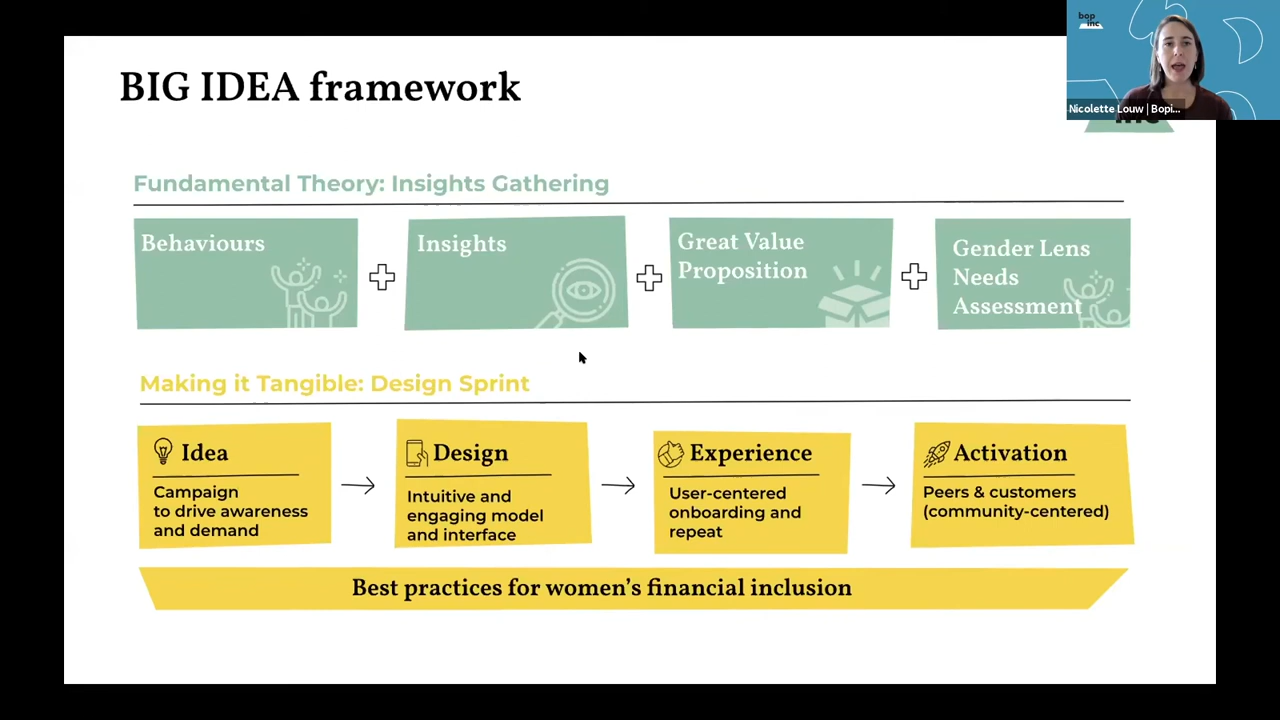 BIG IDEA framework
bop
inc
Nicolette Louw | Bopi...
Fundamental Theory: Insights Gathering
Behaviours
Insights
Great Value
Proposition
Gender Lens
Needs
Assessment
Making it Tangible: Design Sprint
Idea
Campaign
to drive awareness
and demand
Design
Intuitive and
engaging model
and interface
Experience
User-centered
onboarding and
repeat
Activation
Peers & customers
(community-centered)
Best practices for women's financial inclusion